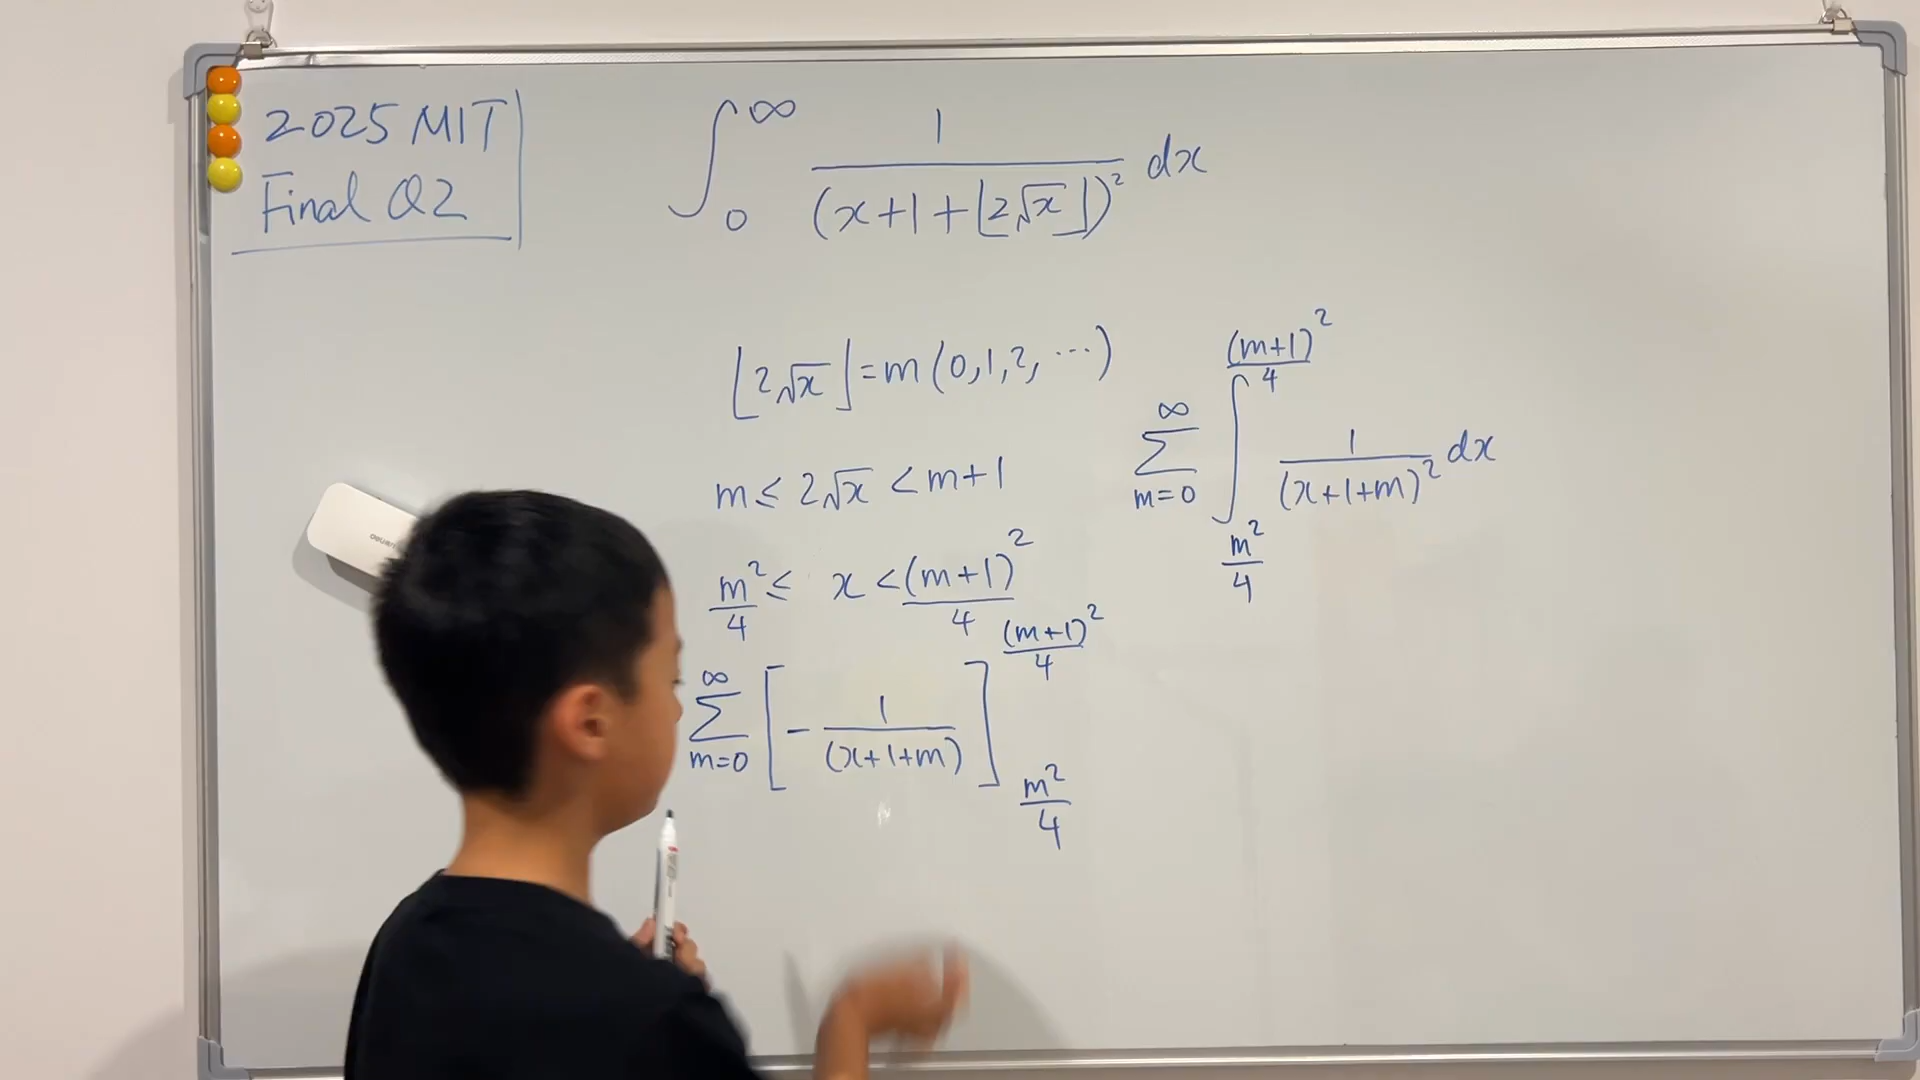 2025 MIT
Final Q2
∫_0^∞ 1/(x+1+⌊2√x⌋)² dx
⌊2√x⌋=m(0,1,2,⋯)
m≤2√x<m+1
m²/4≤x<(m+1)²/4
∑_{m=0}^∞ ∫_{m²/4}^{(m+1)²/4} 1/(x+1+m)² dx
∑_{m=0}^∞ [-1/(x+1+m)]_{m²/4}^{(m+1)²/4}